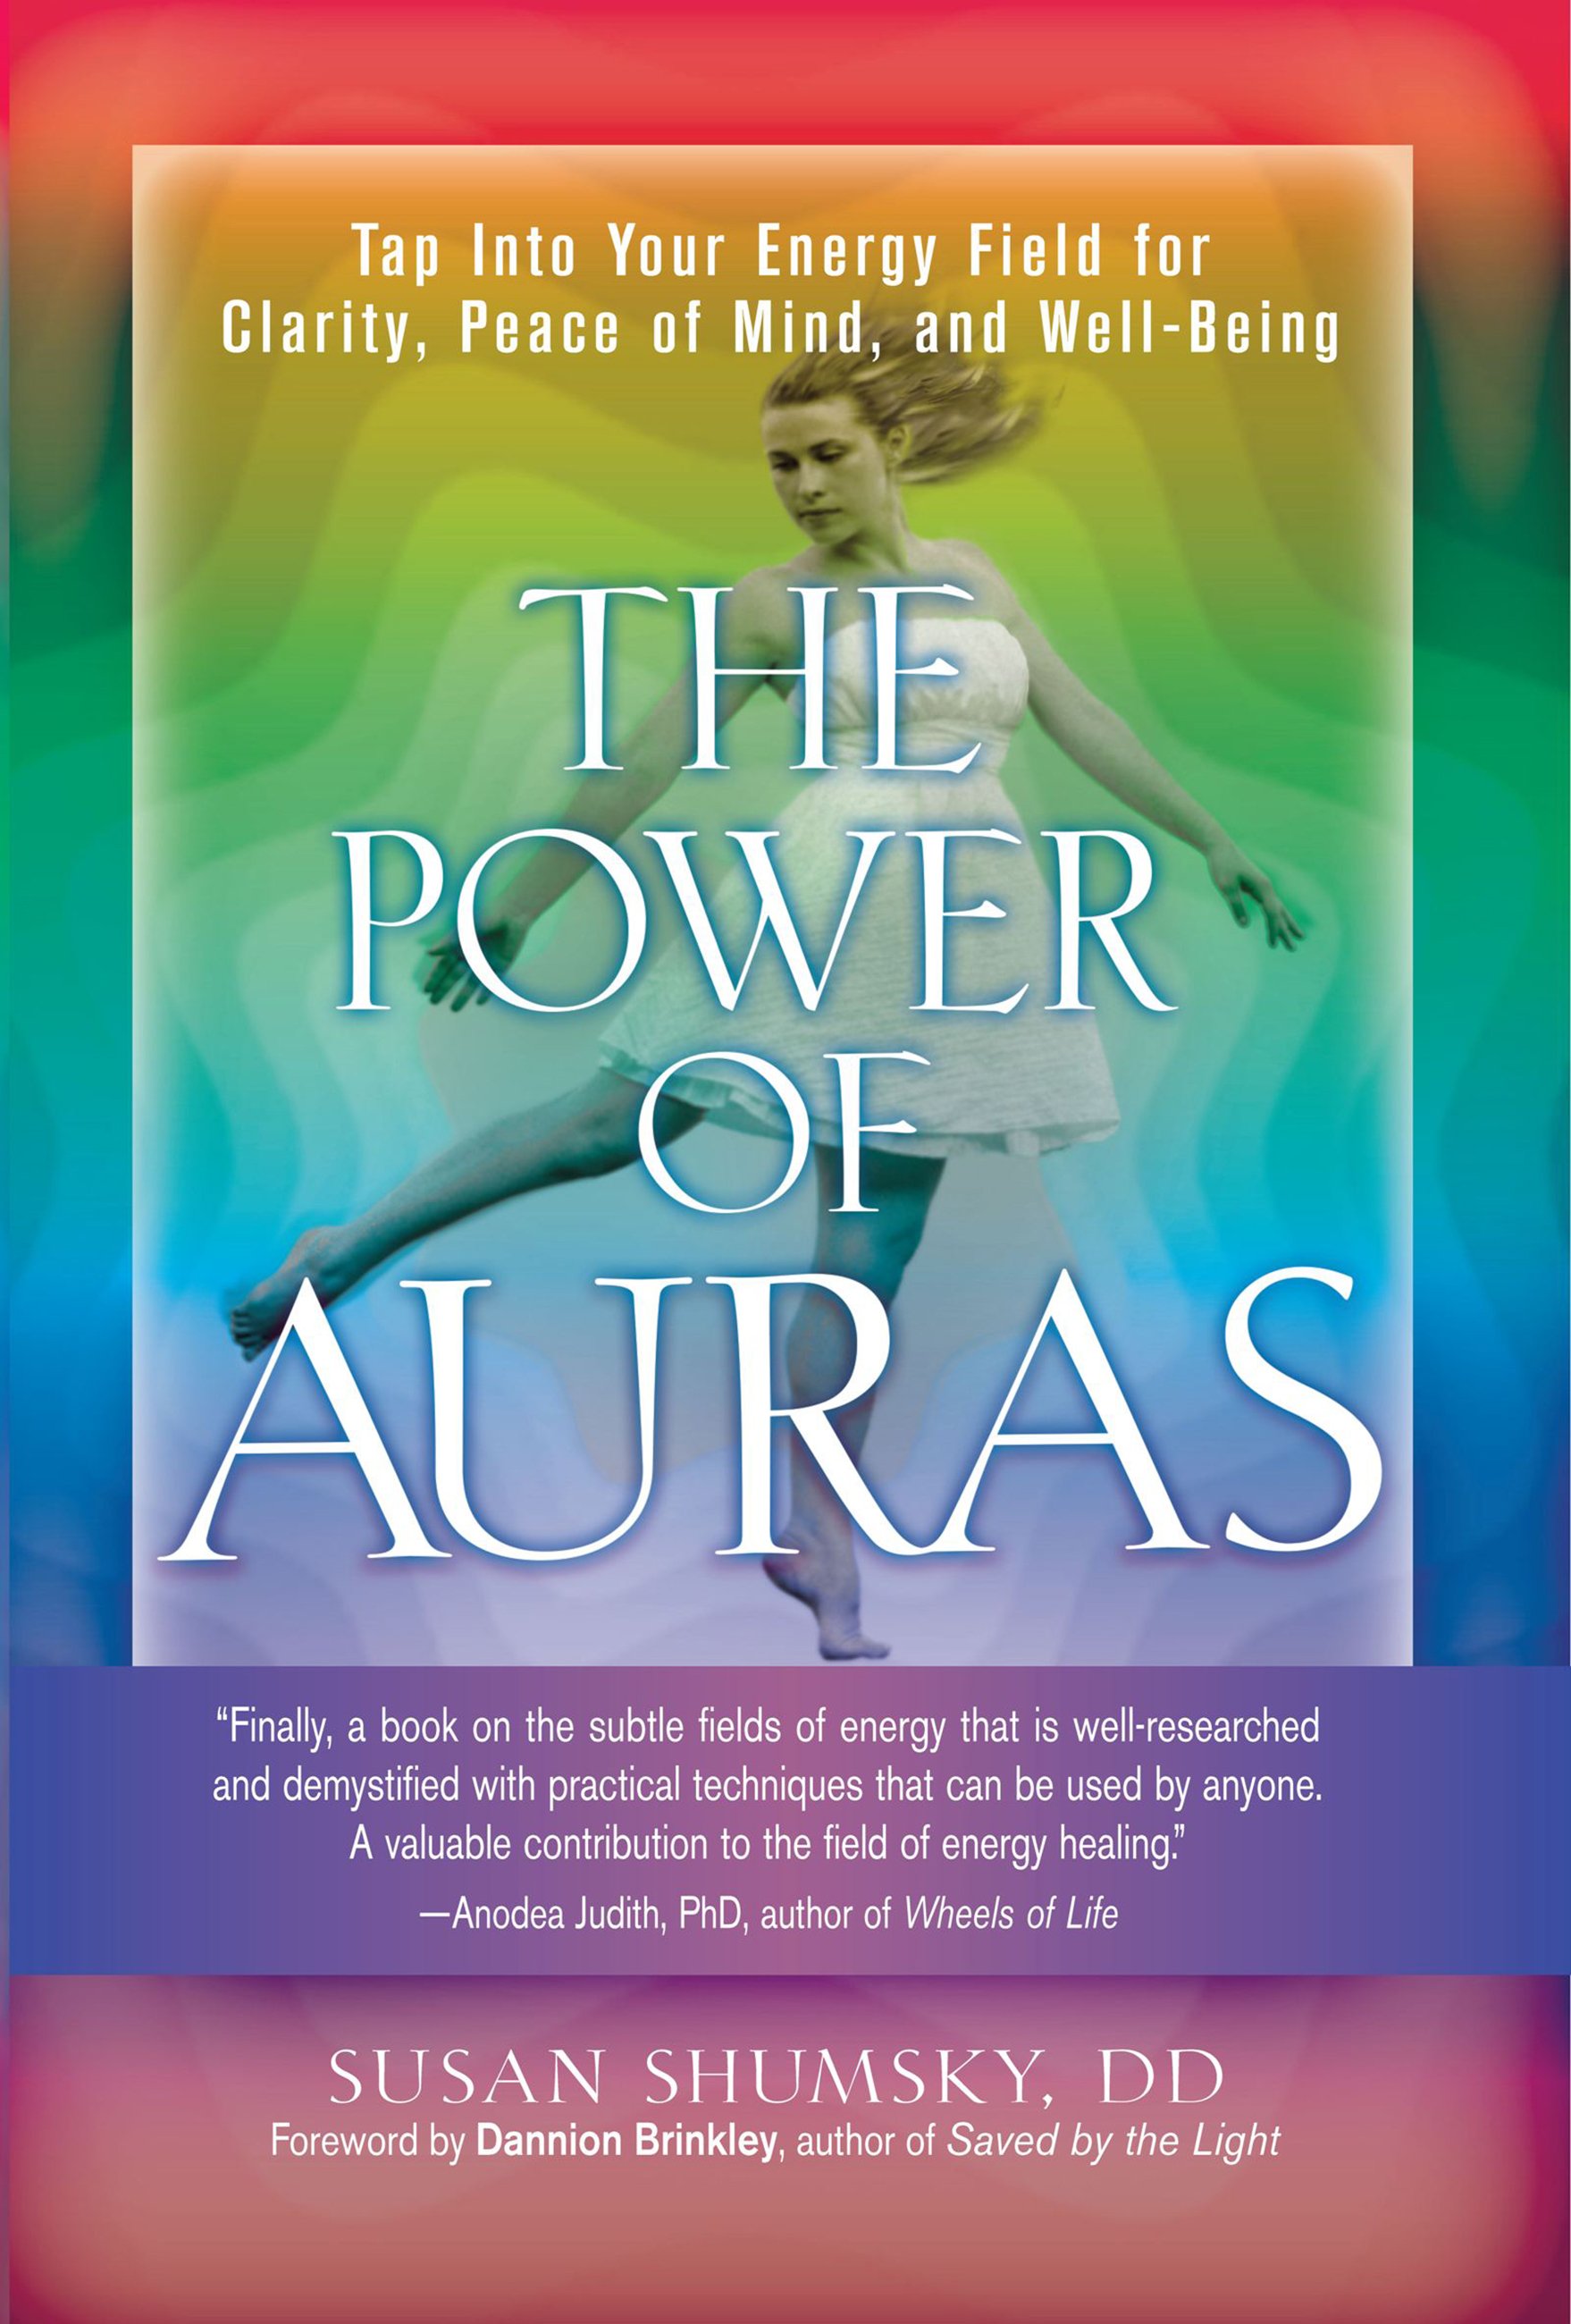 Tap Into Your Energy Field for
Clarity, Peace of Mind, and Well-Being
THE
POWER
OF
AURAS
“Finally, a book on the subtle fields of energy that is well-researched
and demystified with practical techniques that can be used by anyone.
A valuable contribution to the field of energy healing.”
—Anodea Judith, PhD, author of Wheels of Life
SUSAN SHUMSKY, DD
Foreword by Dannion Brinkley, author of Saved by the Light